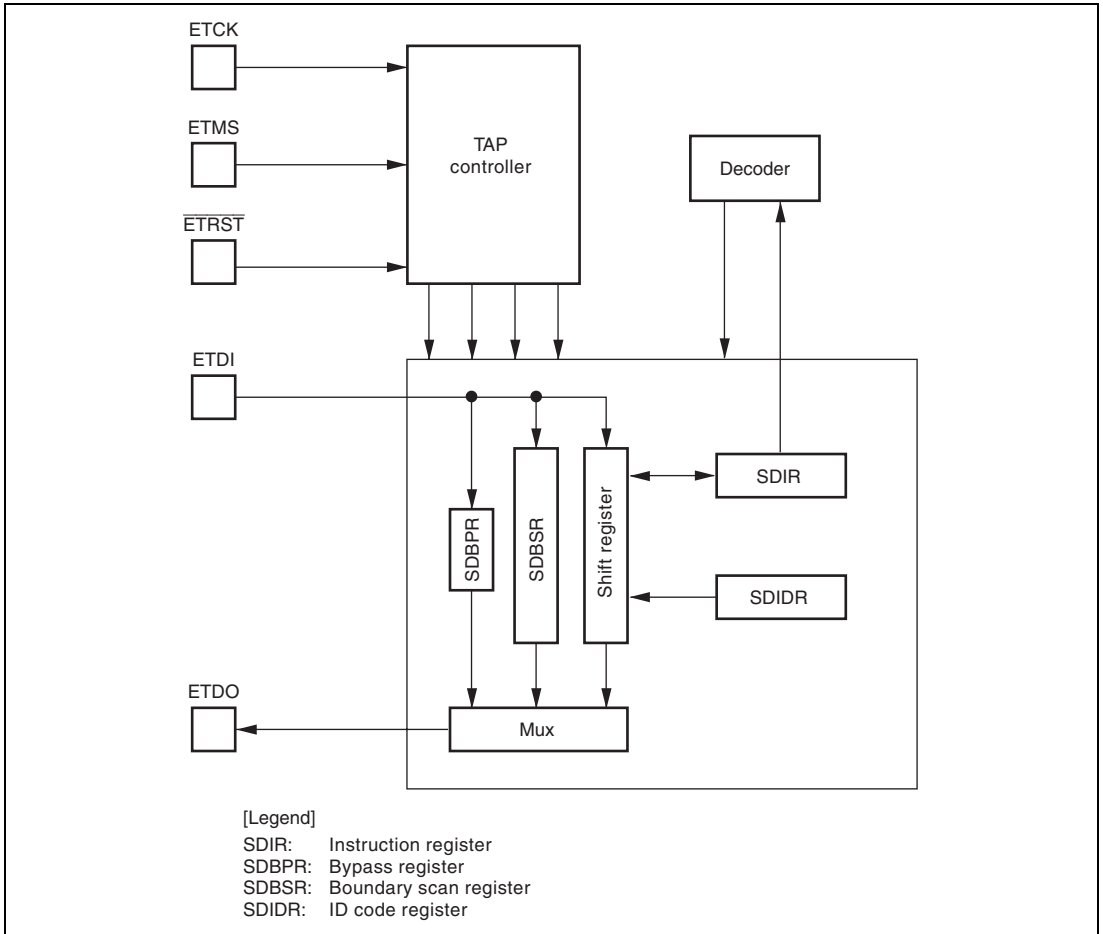 ETCK
ETMS
TAP
controller
Decoder
ETRST
ETDI
SDBPR
SDBSR
Shift register
SDIR
SDIDR
ETDO
Mux
[Legend]
SDIR: Instruction register
SDBPR: Bypass register
SDBSR: Boundary scan register
SDIDR: ID code register